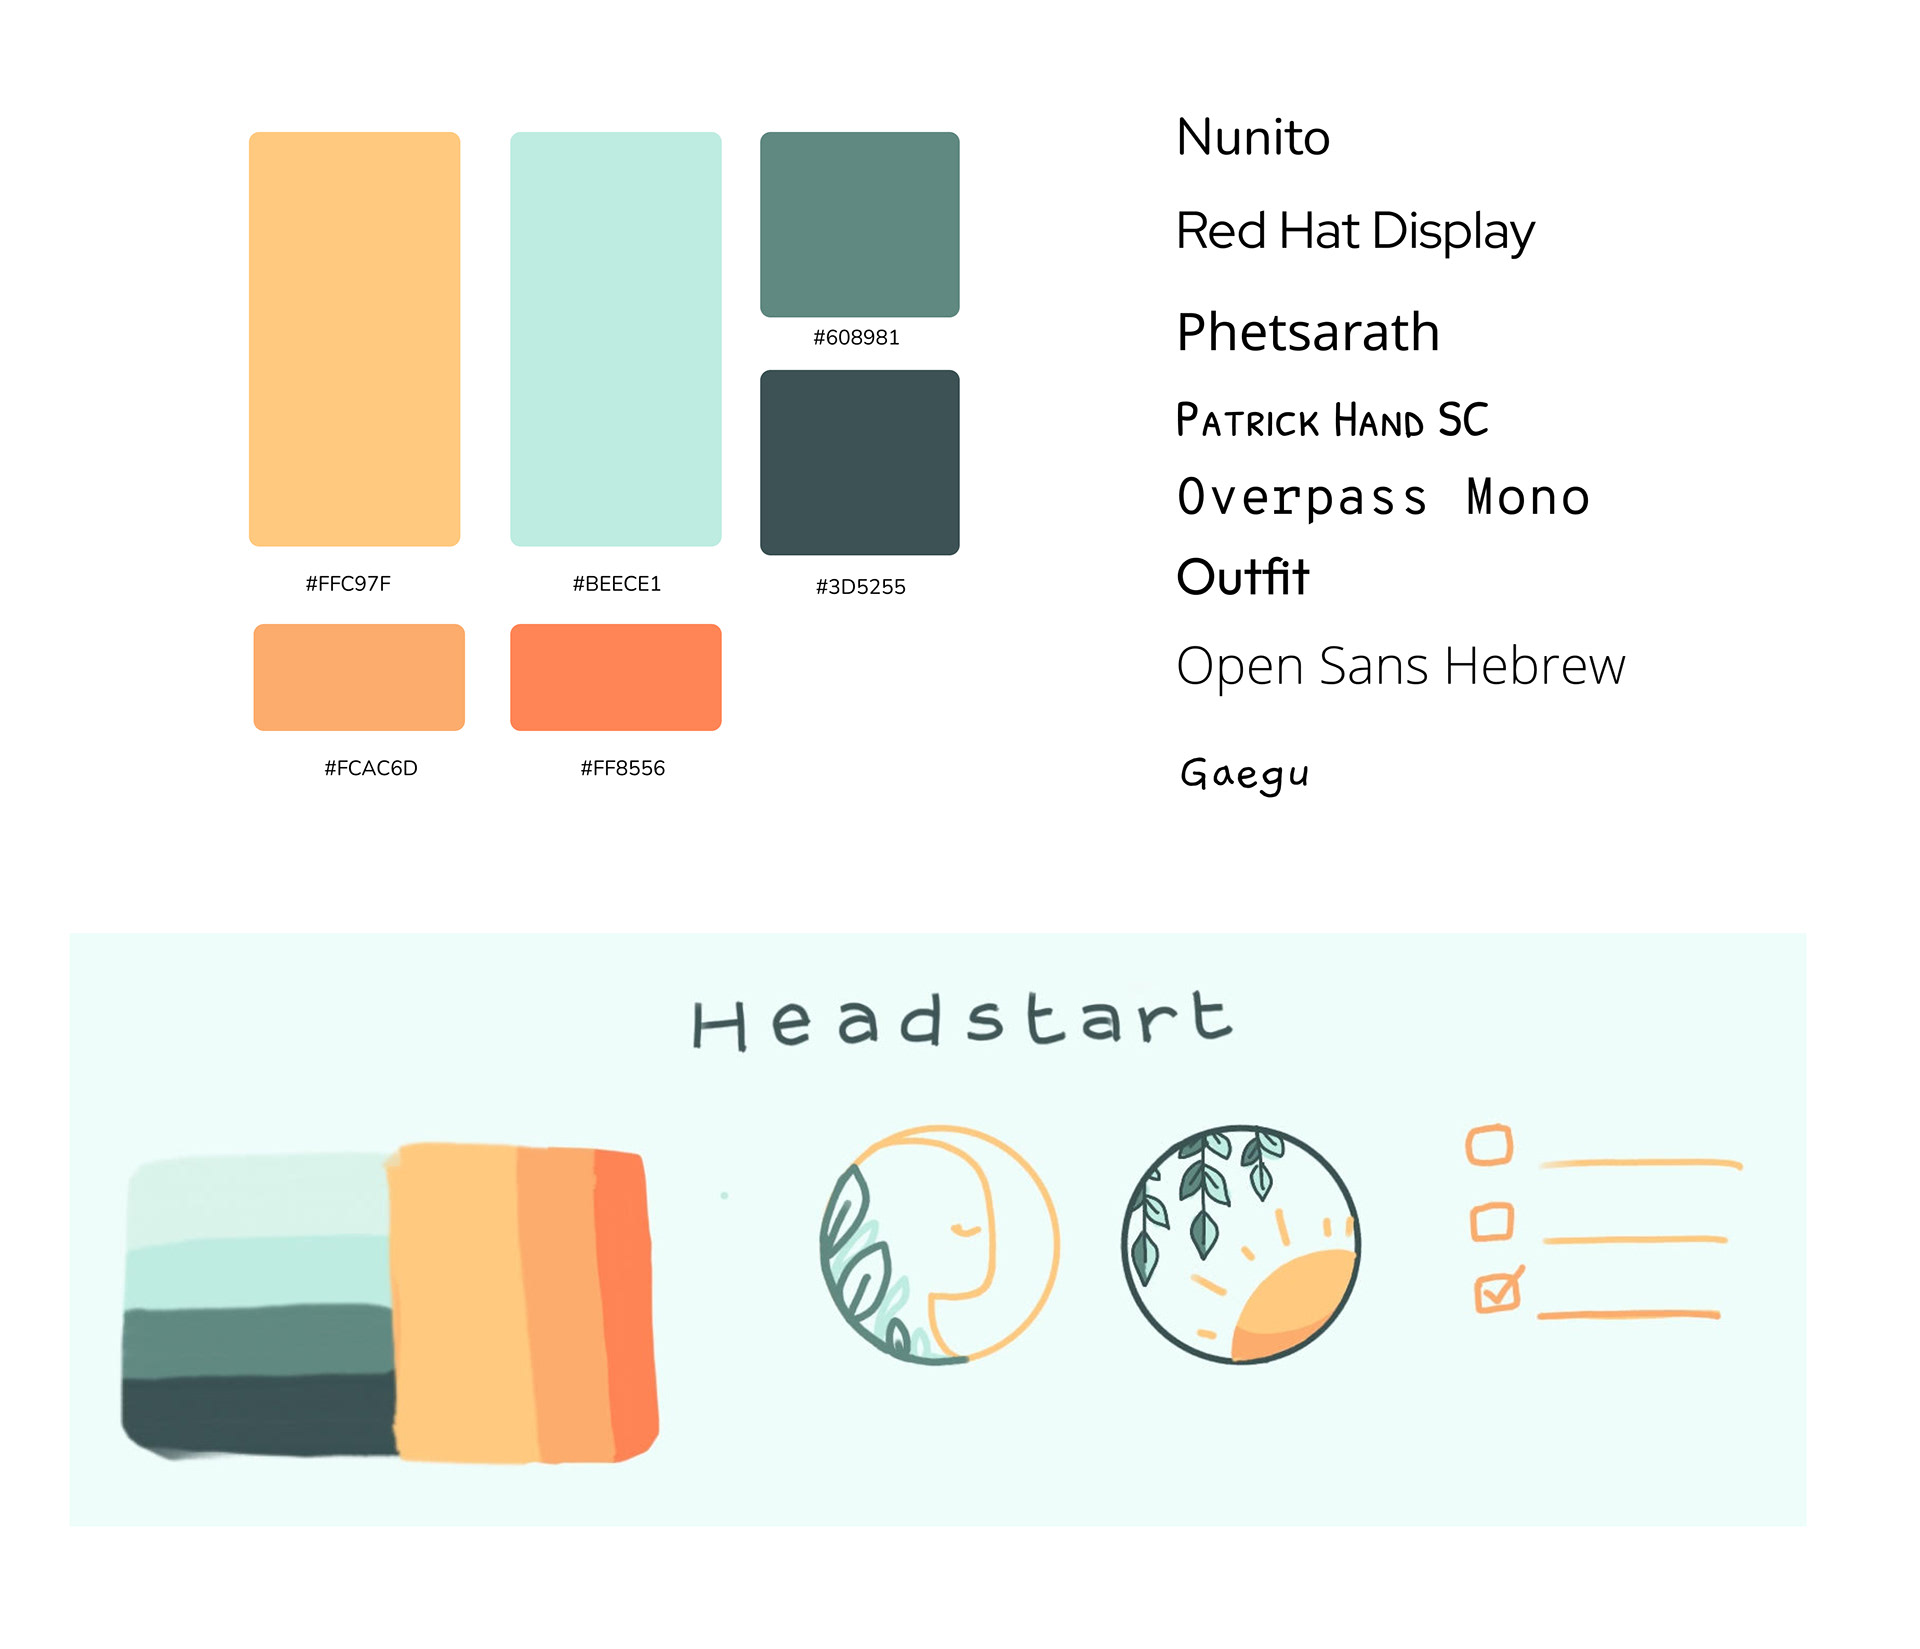 #608981
#FFC97F
#BEECE1
#3D5255
#FCAC6D
#FF8556
Nunito
Red Hat Display
Phetsarath
Patrick Hand SC
Overpass Mono
Outfit
Open Sans Hebrew
Gaegu
Headstart